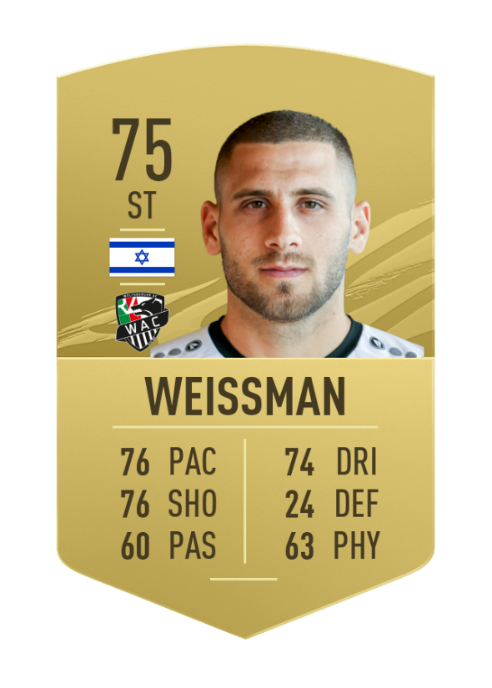 75
ST
WAC
WEISSMAN
76 PAC 74 DRI
76 SHO 24 DEF
60 PAS 63 PHY